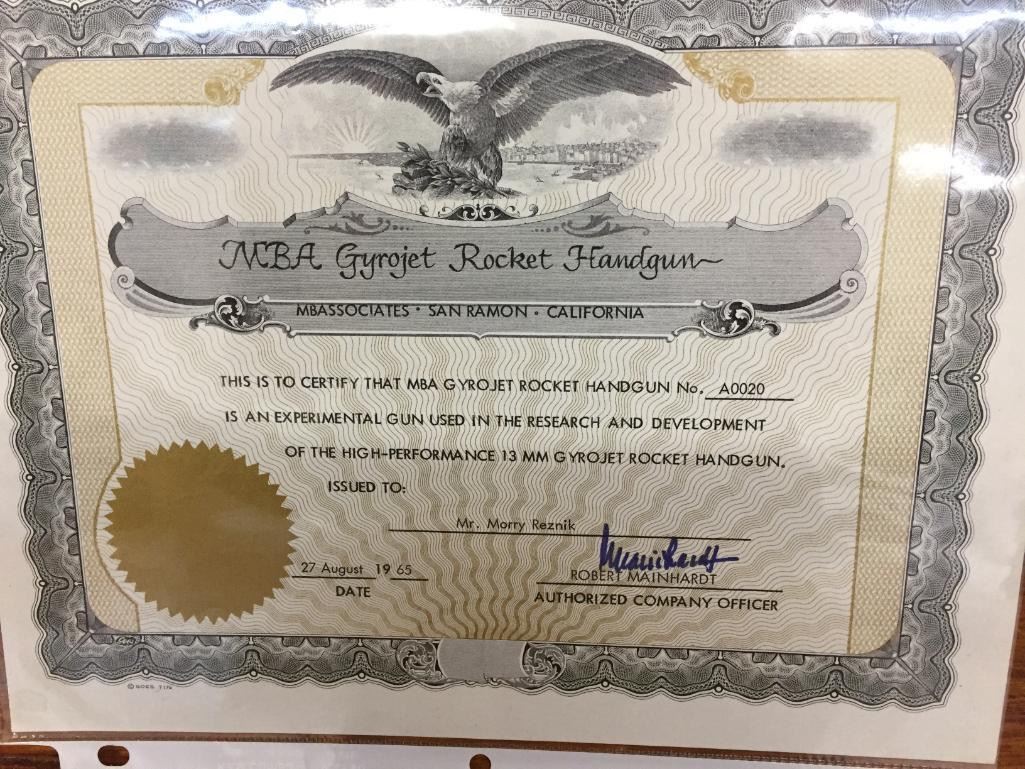 MBA Gyrojet Rocket Handgun
MBASSOCIATES · SAN RAMON · CALIFORNIA
THIS IS TO CERTIFY THAT MBA GYROJET ROCKET HANDGUN No. A0020
IS AN EXPERIMENTAL GUN USED IN THE RESEARCH AND DEVELOPMENT
OF THE HIGH-PERFORMANCE 13 MM GYROJET ROCKET HANDGUN.
ISSUED TO:
Mr. Morry Reznik
Mainhardt
27 August 19 65
ROBERT MAINHARDT
DATE
AUTHORIZED COMPANY OFFICER
© GOES